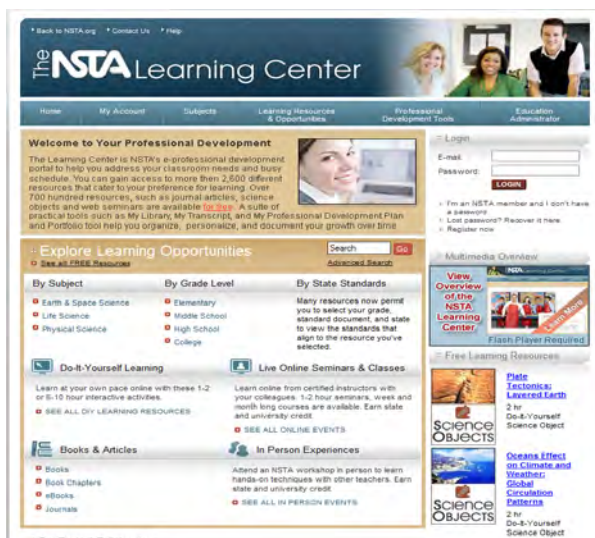 Back to NSTA.org Contact Us Help
The NSTA Learning Center
Home My Account Subjects Learning Resources & Opportunities Professional Development Tools Education Administrator
Welcome to Your Professional Development
The Learning Center is NSTA's e-professional development
portal to help you address your classroom needs and busy
schedule. You can gain access to more then 2,600 different
resources that cater to your preference for learning. Over
700 hundred resources, such as journal articles, science
objects and web seminars are available for free. A suite of
practical tools such as My Library, My Transcript, and My Professional Development Plan
and Portfolio tool help you organize, personalize, and document your growth over time
Login
E-mail:
Password:
LOGIN
I'm an NSTA member and I don't have
a password
Lost password? Recover it here
Register now
Explore Learning Opportunities
Search Go
See all FREE Resources Advanced Search
By Subject
Earth & Space Science
Life Science
Physical Science
By Grade Level
Elementary
Middle School
High School
College
By State Standards
Many resources now permit
you to select your grade,
standard document, and state
to view the standards that
align to the resource you've
selected.
Do-It-Yourself Learning
Learn at your own pace online with these 1-2
or 6-10 hour interactive activities.
SEE ALL DIY LEARNING RESOURCES
Live Online Seminars & Classes
Learn online from certified instructors with
your colleagues. 1-2 hour seminars, week and
month long courses are available. Earn state
and university credit
SEE ALL ONLINE EVENTS
Books & Articles
Books
Book Chapters
eBooks
Journals
In Person Experiences
Attend an NSTA workshop in person to learn
hands-on techniques with other teachers. Earn
state and university credit
SEE ALL IN PERSON EVENTS
Multimedia Overview
View
Overview
of the
NSTA
Learning
Center
NSTA
Learn More
Flash Player Required
Free Learning Resources
SCIENCE
OBJECTS
Plate
Tectonics:
Layered Earth
2 hr
Do-It-Yourself
Science Object
SCIENCE
OBJECTS
Oceans Effect
on Climate and
Weather:
Global
Circulation
Patterns
2 hr
Do-It-Yourself
Science Object